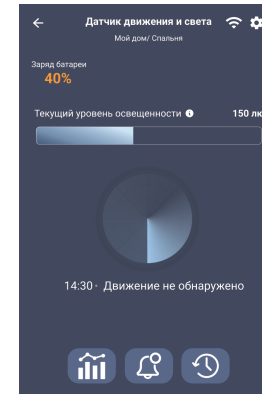 Датчик движения и света
Мой дом/ Спальня
Заряд батареи
40%
Текущий уровень освещенности 150 лк
14:30 - Движение не обнаружено